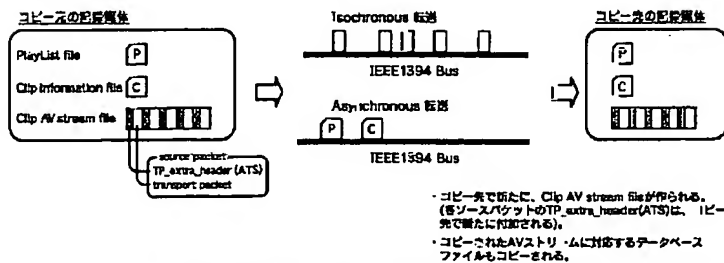 コピー元の記録媒体
PlayList file
P
Clip Information file
C
Clip AV stream file
source packet
TP_extra_header (ATS)
transport packet
Isochronous 転送
IEEE1394 Bus
Asynchronous 転送
P
C
IEEE1394 Bus
コピー先の記録媒体
P
C
・コピー先で新たに、Clip AV stream fileが作られる。
(各ソースパケットのTP_extra_header(ATS)は、コピー
先で新たに付加される)。
・コピーされたAVストリームに対応するデータベース
ファイルもコピーされる。